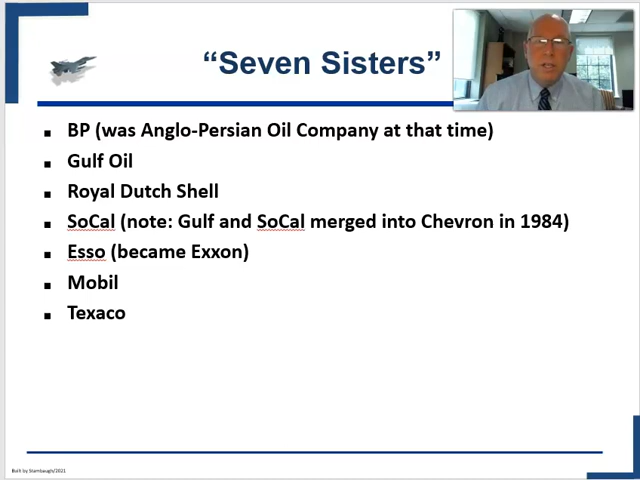 “Seven Sisters”
BP (was Anglo-Persian Oil Company at that time)
Gulf Oil
Royal Dutch Shell
SoCal (note: Gulf and SoCal merged into Chevron in 1984)
Esso (became Exxon)
Mobil
Texaco
Built by Stambaugh/2021